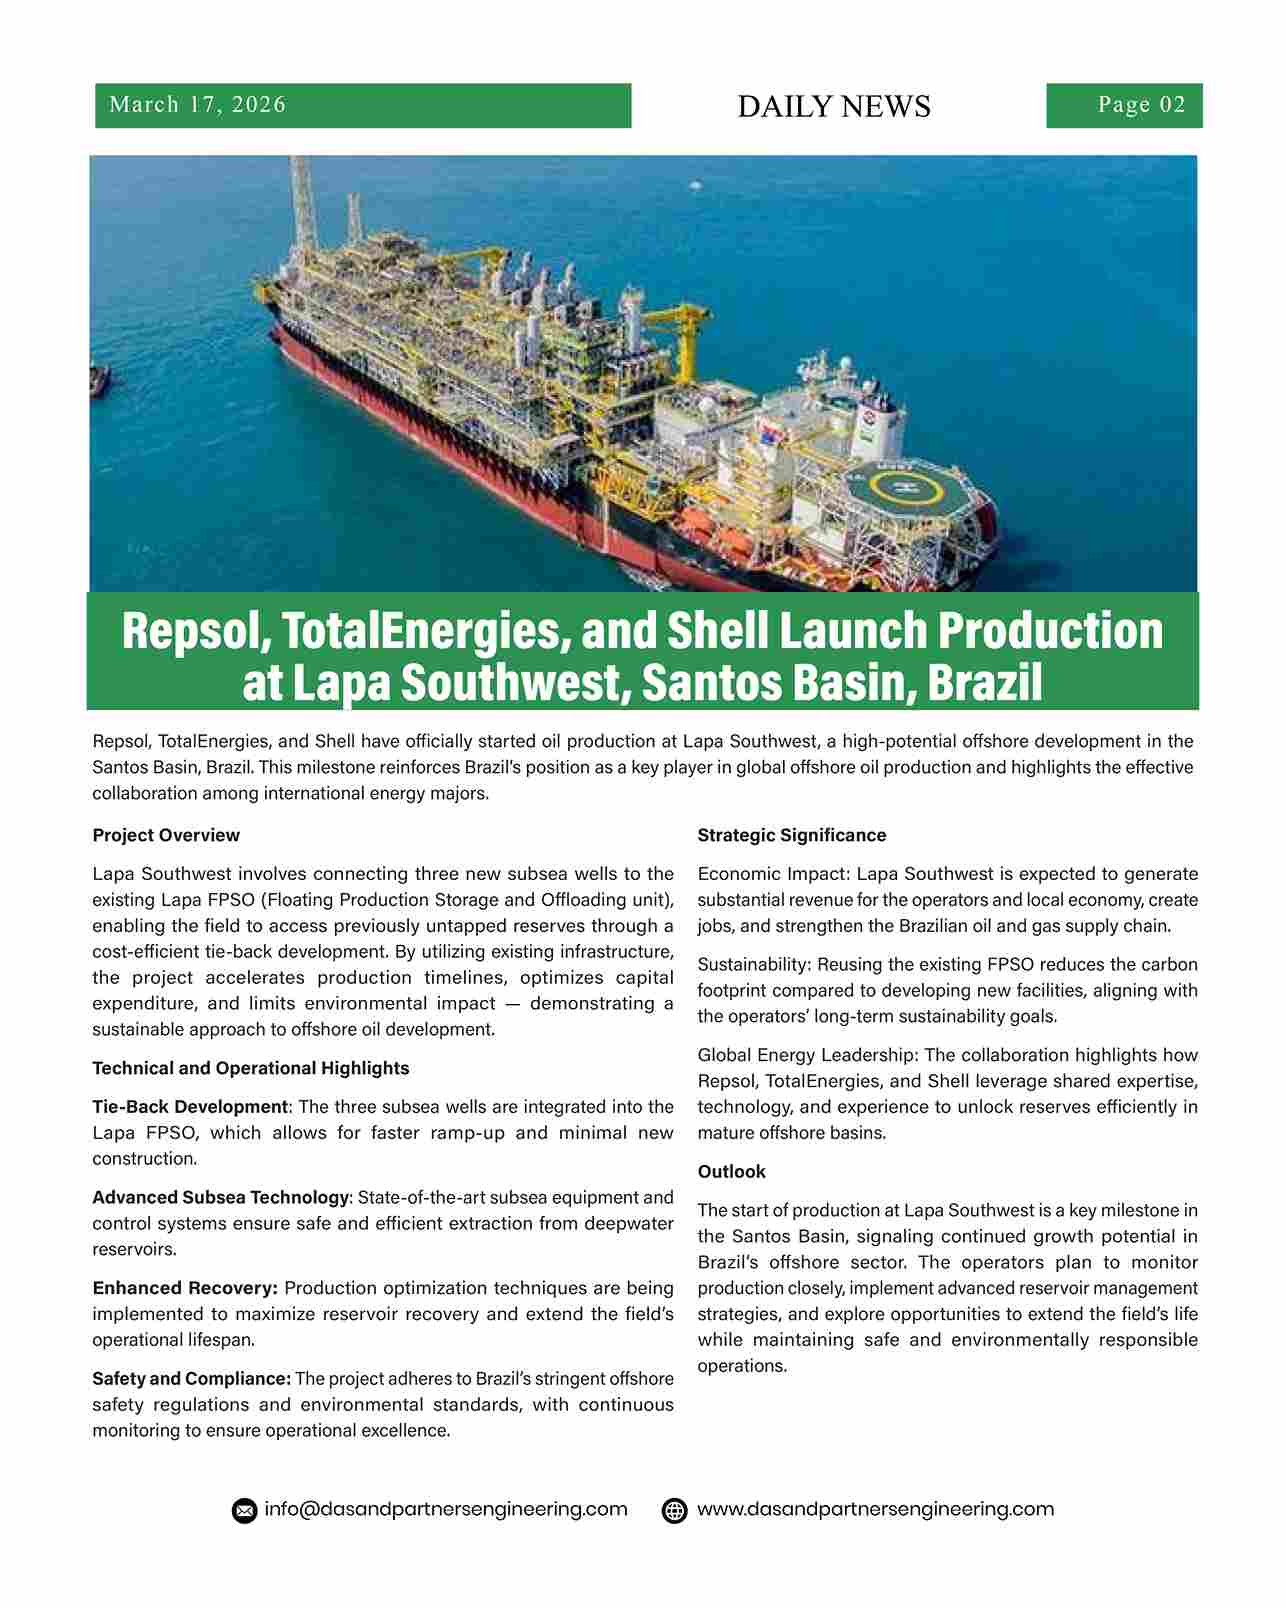 March 17, 2026
DAILY NEWS
Page 02
Repsol, TotalEnergies, and Shell Launch Production
at Lapa Southwest, Santos Basin, Brazil
Repsol, TotalEnergies, and Shell have officially started oil production at Lapa Southwest, a high-potential offshore development in the
Santos Basin, Brazil. This milestone reinforces Brazil's position as a key player in global offshore oil production and highlights the effective
collaboration among international energy majors.
Project Overview
Lapa Southwest involves connecting three new subsea wells to the
existing Lapa FPSO (Floating Production Storage and Offloading unit),
enabling the field to access previously untapped reserves through a
cost-efficient tie-back development. By utilizing existing infrastructure,
the project accelerates production timelines, optimizes capital
expenditure, and limits environmental impact — demonstrating a
sustainable approach to offshore oil development.
Technical and Operational Highlights
Tie-Back Development: The three subsea wells are integrated into the
Lapa FPSO, which allows for faster ramp-up and minimal new
construction.
Advanced Subsea Technology: State-of-the-art subsea equipment and
control systems ensure safe and efficient extraction from deepwater
reservoirs.
Enhanced Recovery: Production optimization techniques are being
implemented to maximize reservoir recovery and extend the field's
operational lifespan.
Safety and Compliance: The project adheres to Brazil's stringent offshore
safety regulations and environmental standards, with continuous
monitoring to ensure operational excellence.
Strategic Significance
Economic Impact: Lapa Southwest is expected to generate
substantial revenue for the operators and local economy, create
jobs, and strengthen the Brazilian oil and gas supply chain.
Sustainability: Reusing the existing FPSO reduces the carbon
footprint compared to developing new facilities, aligning with
the operators' long-term sustainability goals.
Global Energy Leadership: The collaboration highlights how
Repsol, TotalEnergies, and Shell leverage shared expertise,
technology, and experience to unlock reserves efficiently in
mature offshore basins.
Outlook
The start of production at Lapa Southwest is a key milestone in
the Santos Basin, signaling continued growth potential in
Brazil's offshore sector. The operators plan to monitor
production closely, implement advanced reservoir management
strategies, and explore opportunities to extend the field's life
while maintaining safe and environmentally responsible
operations.
info@dasandpartnersengineering.com
www.dasandpartnersengineering.com